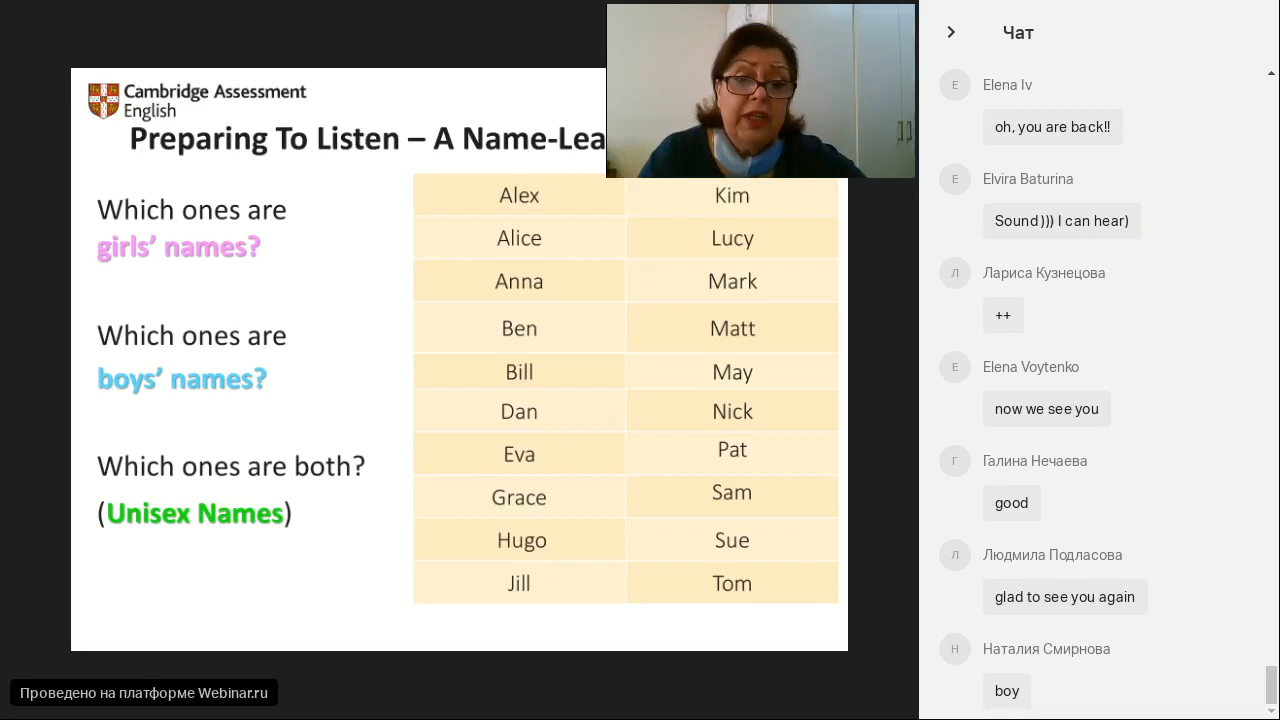 Cambridge Assessment
English
Preparing To Listen – A Name-Lea
Which ones are
girls’ names?
Which ones are
boys’ names?
Which ones are both?
(Unisex Names)
Alex Kim
Alice Lucy
Anna Mark
Ben Matt
Bill May
Dan Nick
Eva Pat
Grace Sam
Hugo Sue
Jill Tom
Проведено на платформе Webinar.ru
Чат
E
Elena Iv
oh, you are back!!
E
Elvira Baturina
Sound ))) I can hear)
Л
Лариса Кузнецова
++
E
Elena Voytenko
now we see you
Г
Галина Нечаева
good
Л
Людмила Подласова
glad to see you again
Н
Наталия Смирнова
boy